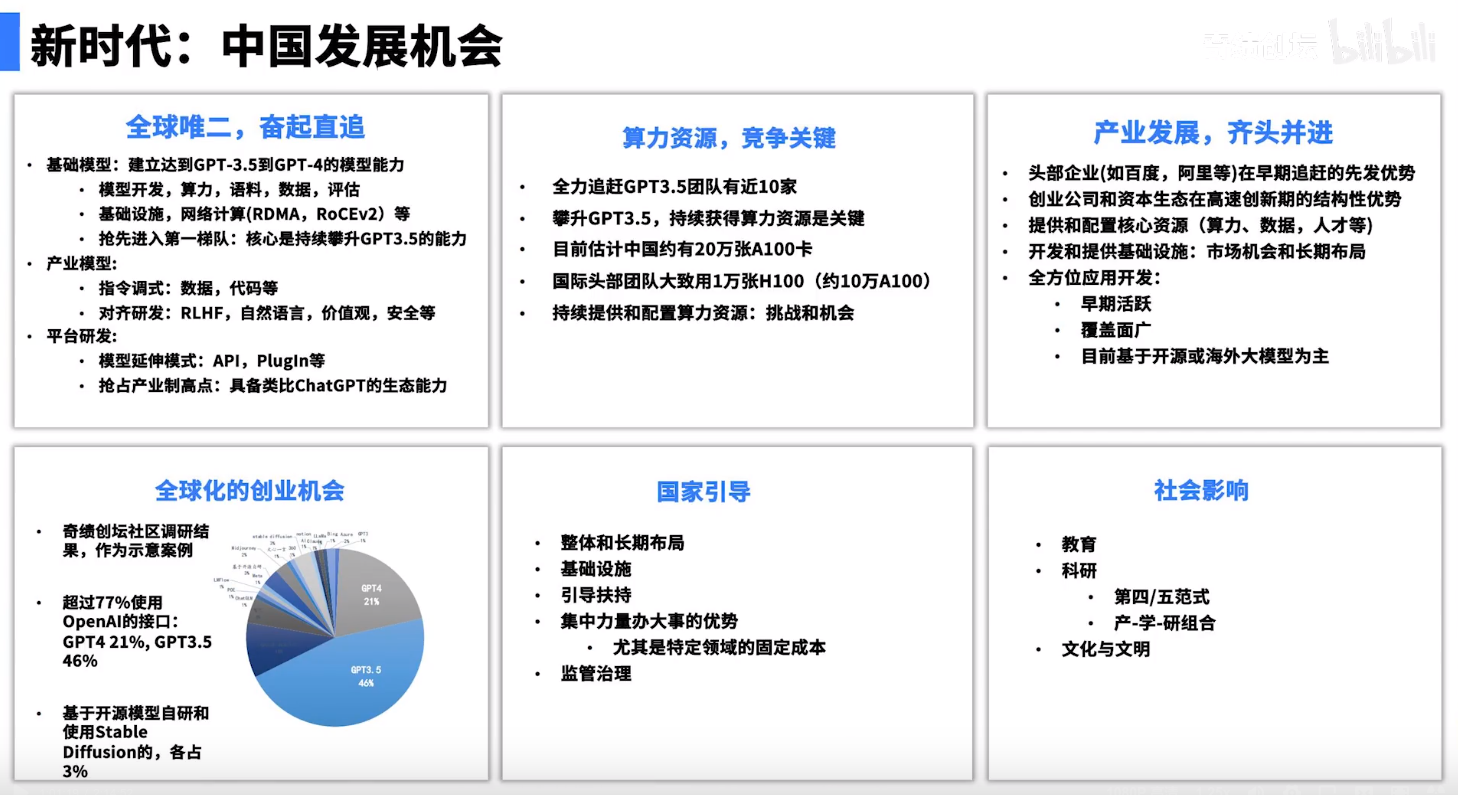 新时代：中国发展机会
bilibili
全球唯二，奋起直追
• 基础模型：建立达到GPT-3.5到GPT-4的模型能力
• 模型开发，算力，语料，数据，评估
• 基础设施，网络计算(RDMA，RoCEv2）等
• 抢先进入第一梯队：核心是持续攀升GPT3.5的能力
• 产业模型:
• 指令调式：数据，代码等
• 对齐研发：RLHF，自然语言，价值观，安全等
• 平台研发:
• 模型延伸模式：API，PlugIn等
• 抢占产业制高点：具备类比ChatGPT的生态能力
算力资源，竞争关键
• 全力追赶GPT3.5团队有近10家
• 攀升GPT3.5，持续获得算力资源是关键
• 目前估计中国约有20万张A100卡
• 国际头部团队大致用1万张H100（约10万A100）
• 持续提供和配置算力资源：挑战和机会
产业发展，齐头并进
• 头部企业(如百度，阿里等)在早期追赶的先发优势
• 创业公司和资本生态在高速创新期的结构性优势
• 提供和配置核心资源（算力、数据，人才等)
• 开发和提供基础设施：市场机会和长期布局
• 全方位应用开发：
• 早期活跃
• 覆盖面广
• 目前基于开源或海外大模型为主
全球化的创业机会
• 奇绩创坛社区调研结
果，作为示意案例
• 超过77%使用
OpenAI的接口：
GPT4 21%, GPT3.5
46%
• 基于开源模型自研和
使用Stable
Diffusion的，各占
3%
stable diffusion
3%
Midjourney
2%
GPT4
21%
GPT3.5
46%
国家引导
• 整体和长期布局
• 基础设施
• 引导扶持
• 集中力量办大事的优势
• 尤其是特定领域的固定成本
• 监管治理
社会影响
• 教育
• 科研
• 第四/五范式
• 产-学-研组合
• 文化与文明